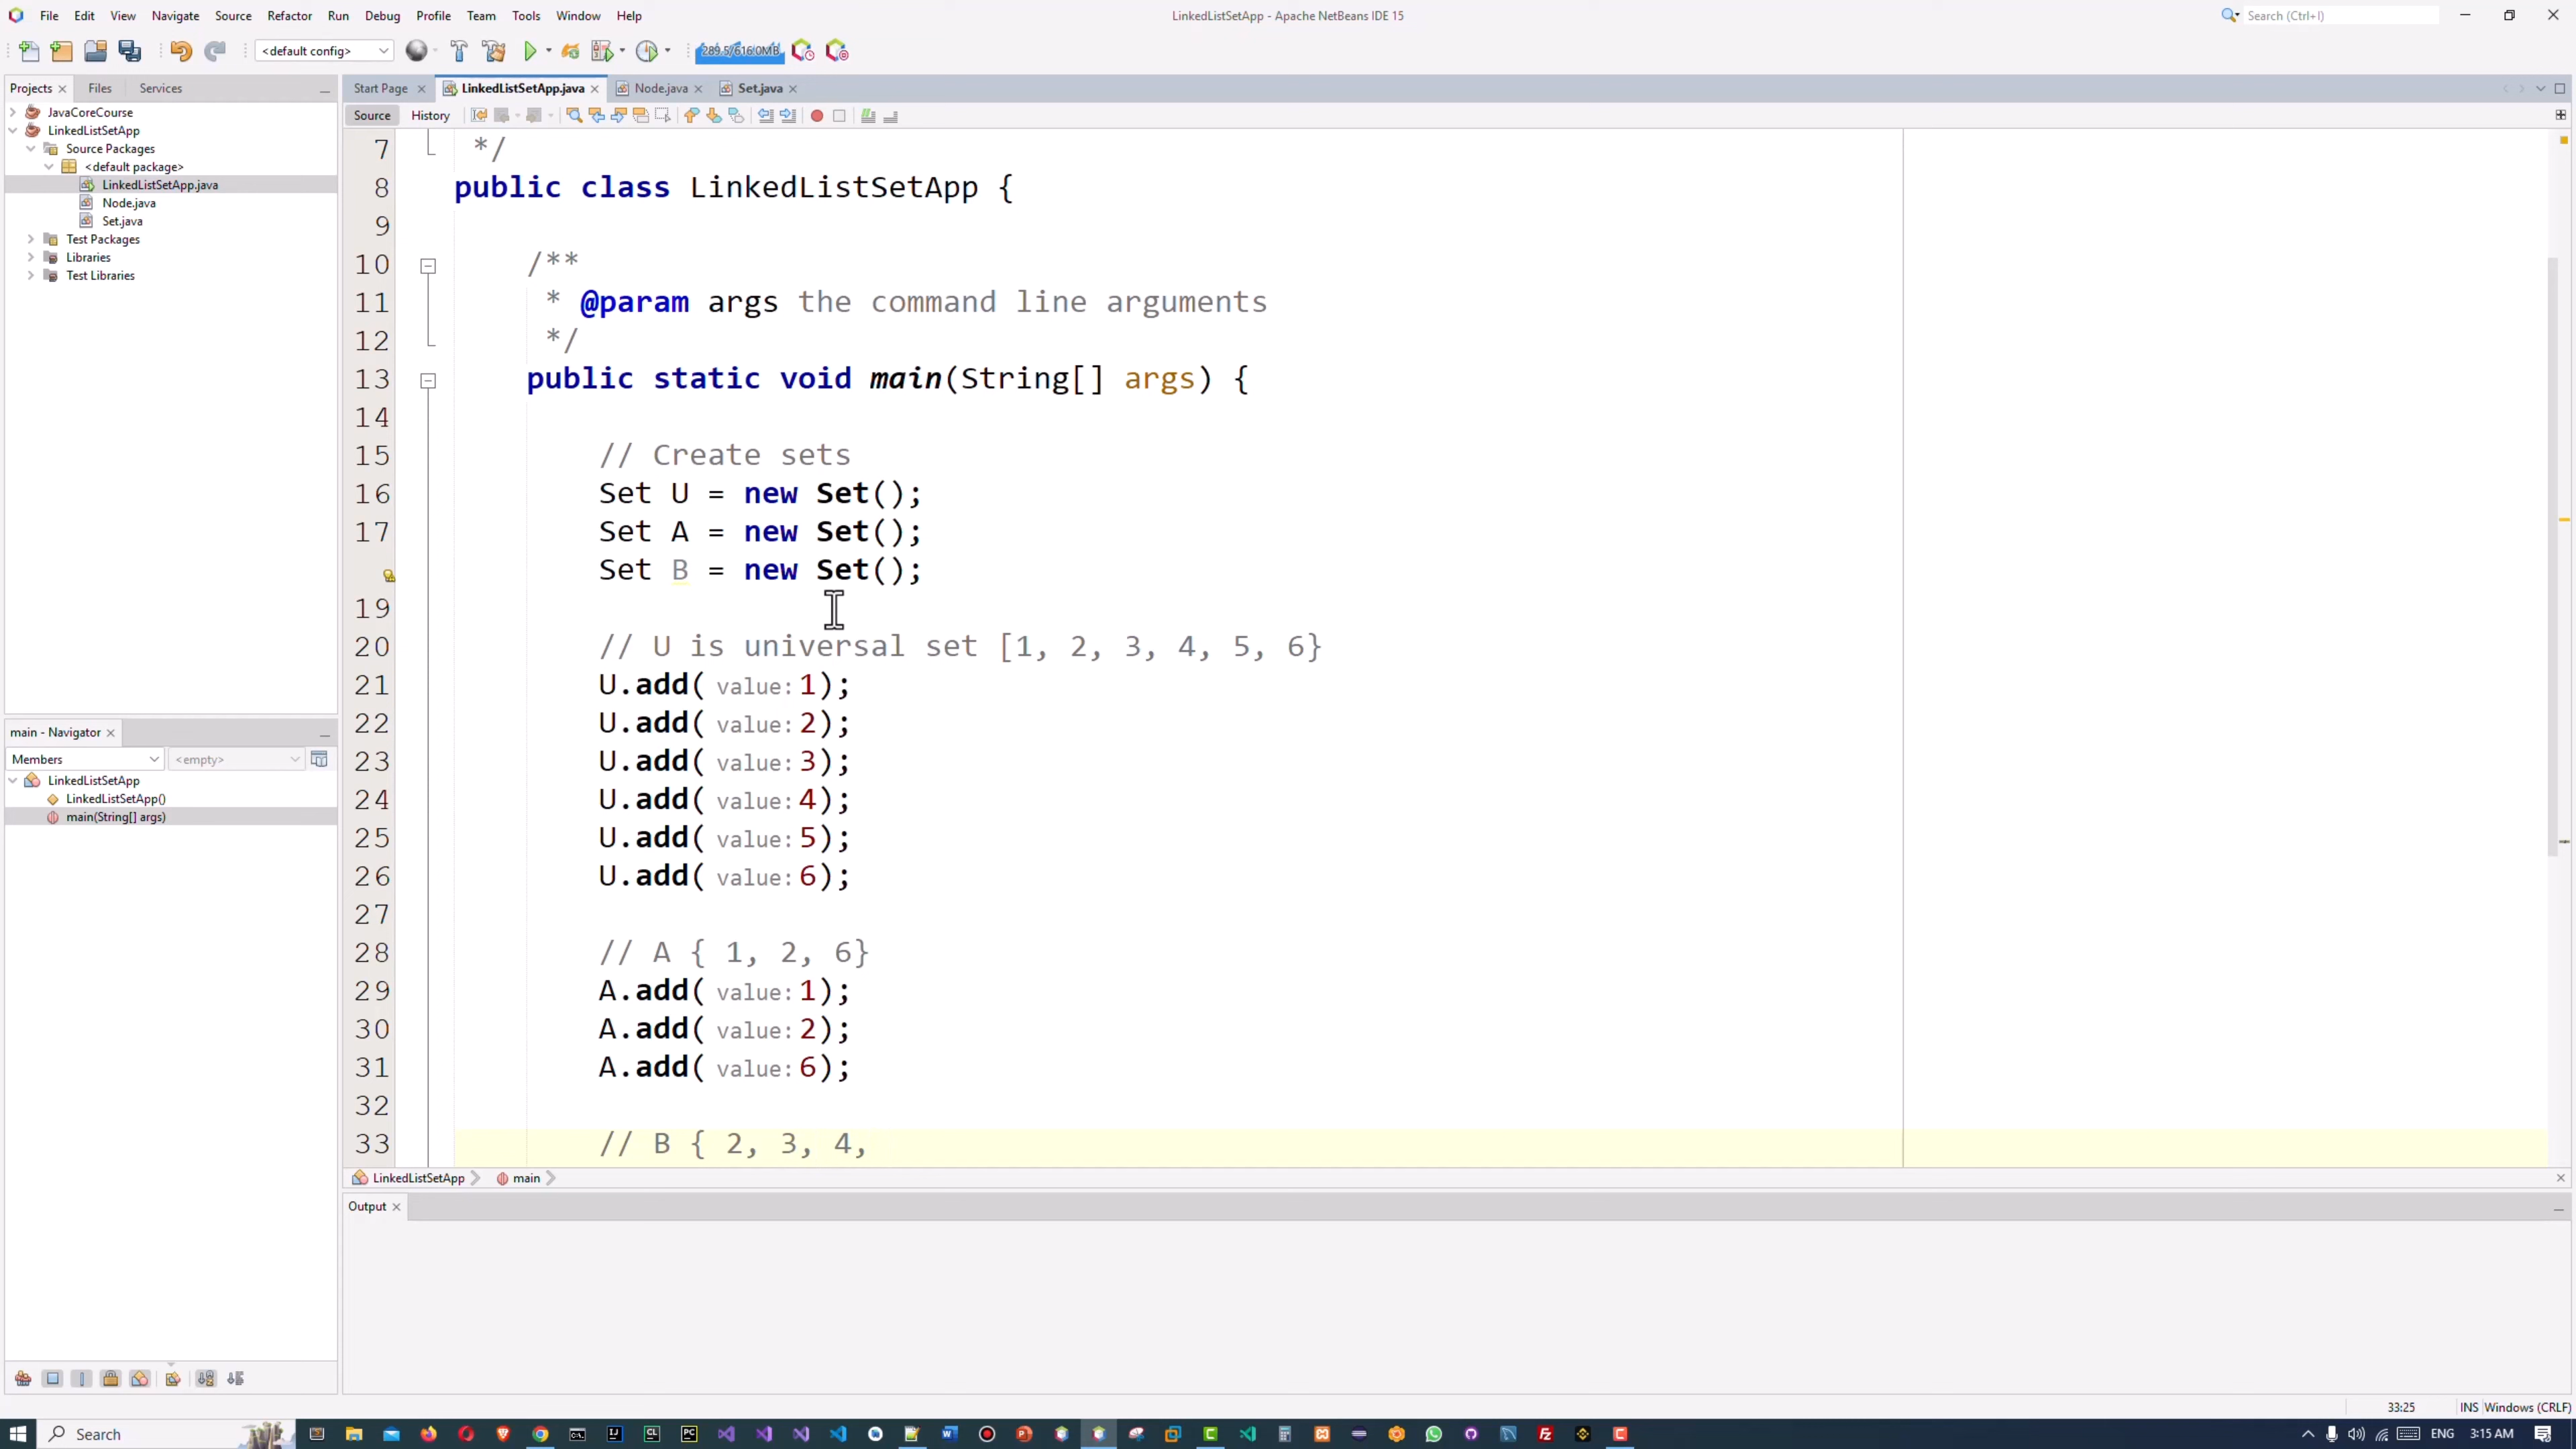 File Edit View Navigate Source Refactor Run Debug Profile Team Tools Window Help
LinkedListSetApp - Apache NetBeans IDE 15
Search (Ctrl+I)
<default config>
289.5/616.0MB
Projects Files Services
Start Page LinkedListSetApp.java Node.java Set.java
Source History
JavaCoreCourse
LinkedListSetApp
Source Packages
<default package>
LinkedListSetApp.java
Node.java
Set.java
Test Packages
Libraries
Test Libraries
7 */
8 public class LinkedListSetApp {
9
10 /**
11 * @param args the command line arguments
12 */
13 public static void main(String[] args) {
14
15 // Create sets
16 Set U = new Set();
17 Set A = new Set();
Set B = new Set();
19
20 // U is universal set [1, 2, 3, 4, 5, 6}
21 U.add( value: 1);
22 U.add( value: 2);
23 U.add( value: 3);
24 U.add( value: 4);
25 U.add( value: 5);
26 U.add( value: 6);
27
28 // A { 1, 2, 6}
29 A.add( value: 1);
30 A.add( value: 2);
31 A.add( value: 6);
32
33 // B { 2, 3, 4,
main - Navigator
Members <empty>
LinkedListSetApp
LinkedListSetApp()
main(String[] args)
LinkedListSetApp main
Output
33:25 INS Windows (CRLF)
Search
ENG 3:15 AM